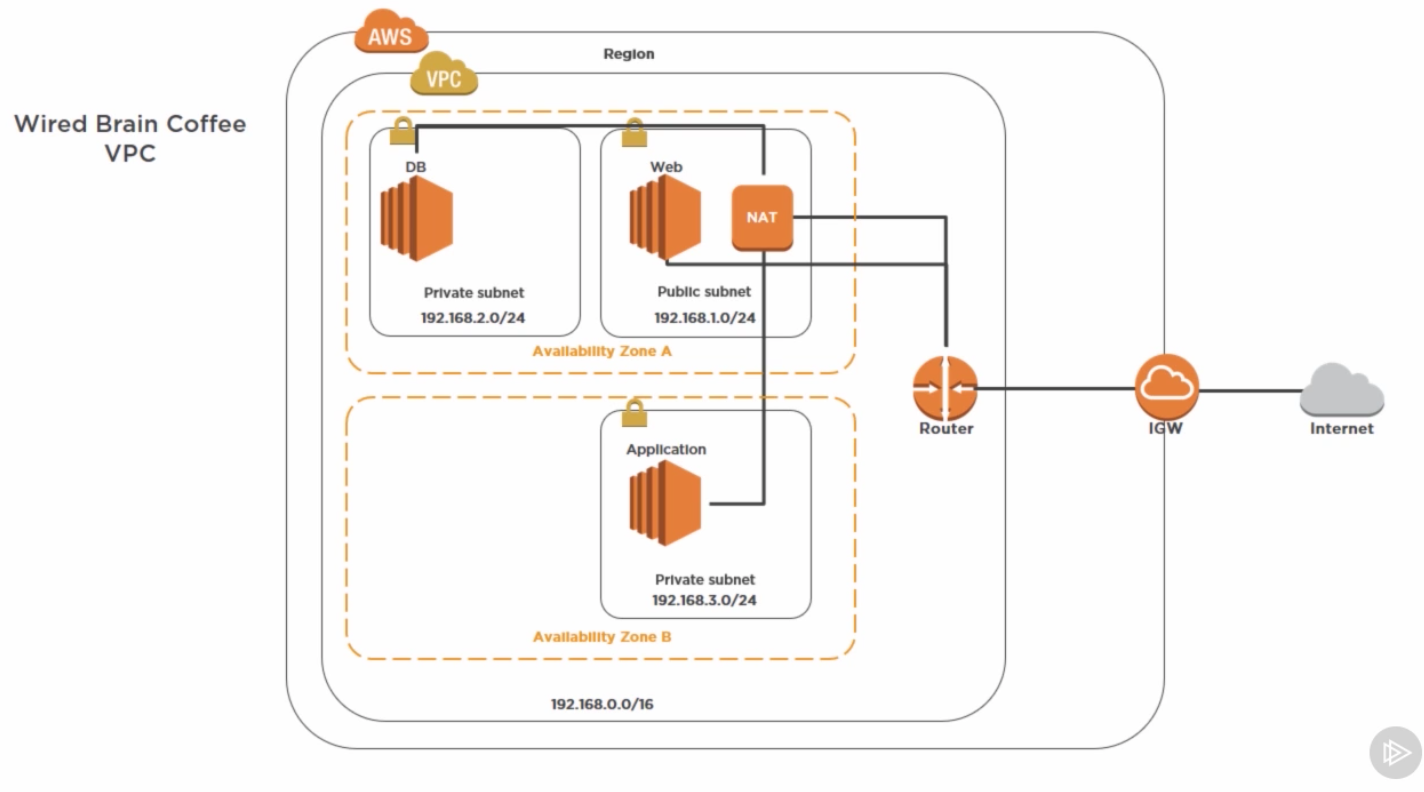 AWS
Region
VPC
Wired Brain Coffee
VPC
DB
Web
NAT
Private subnet
192.168.2.0/24
Public subnet
192.168.1.0/24
Availability Zone A
Router
IGW
Internet
Application
Private subnet
192.168.3.0/24
Availability Zone B
192.168.0.0/16